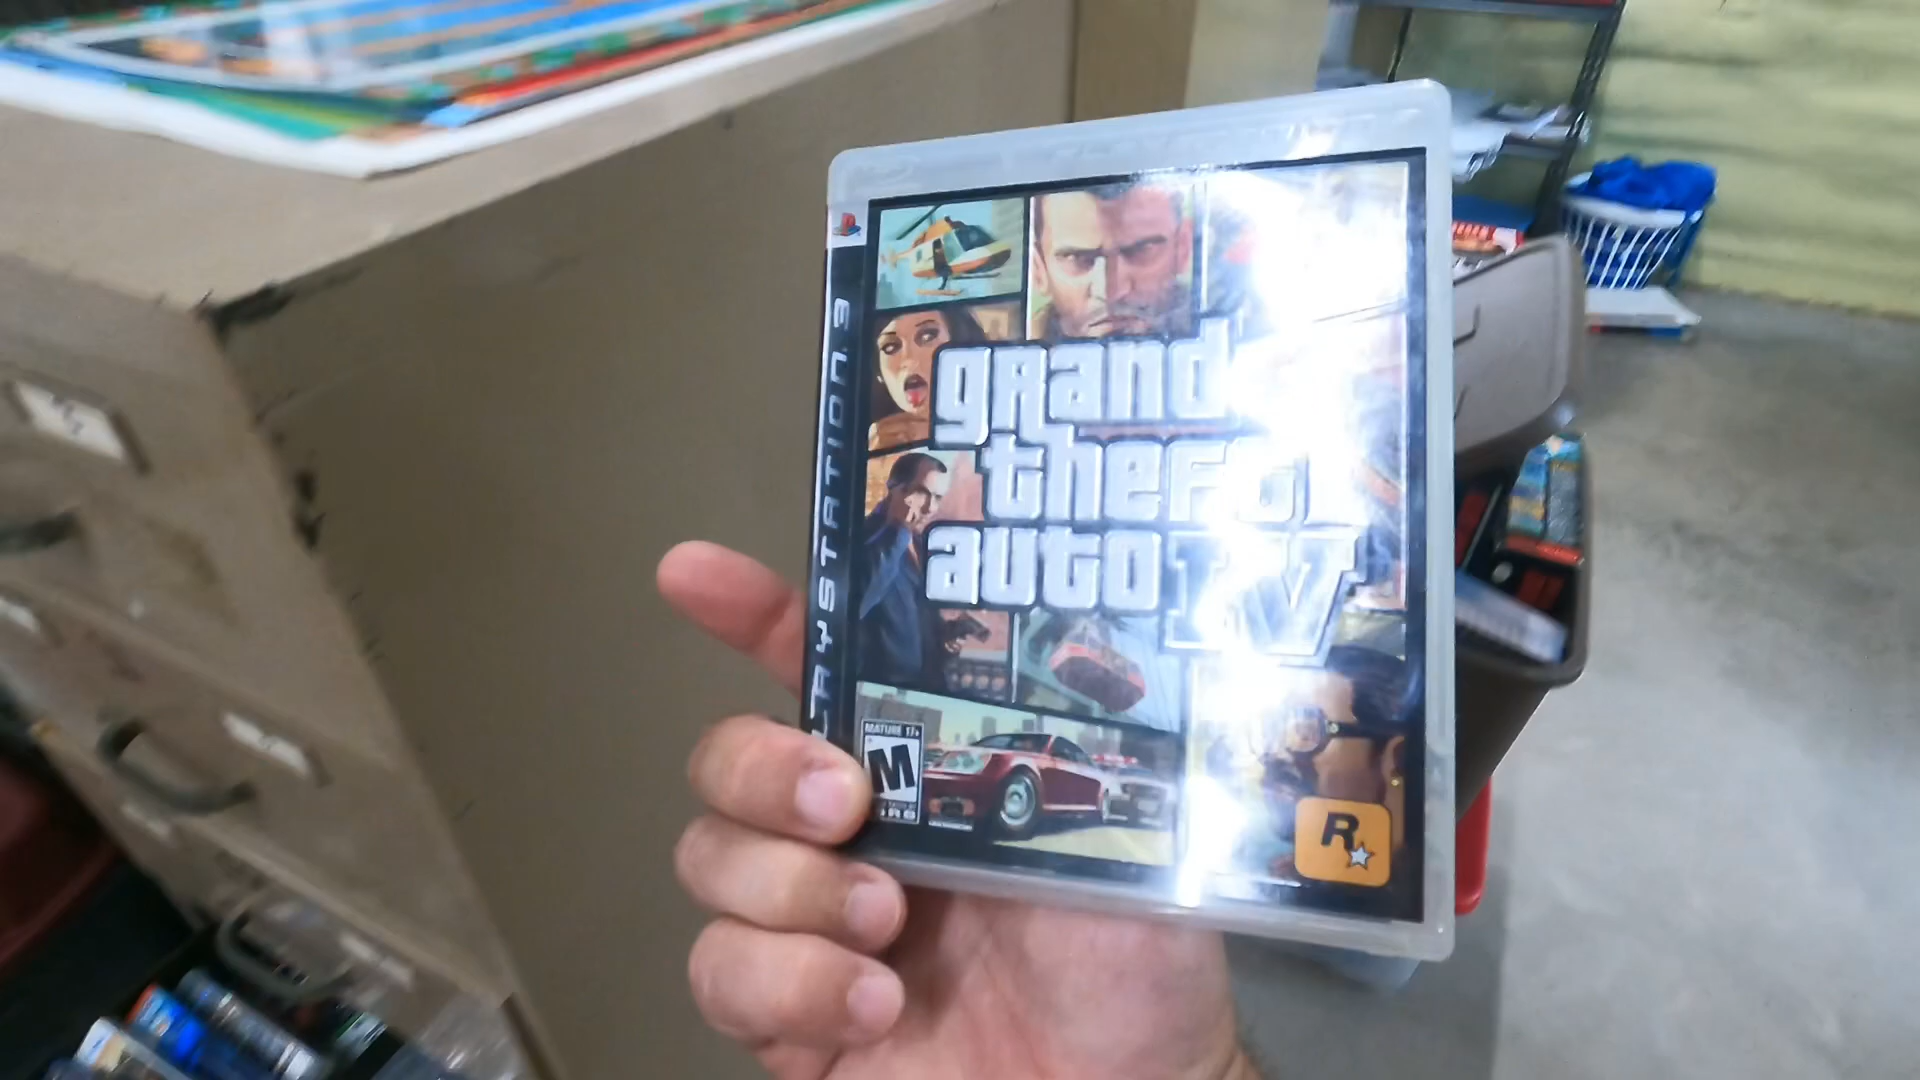 PLAYSTATION 3
grand
theft
auto IV
MATURE 17+
M
R